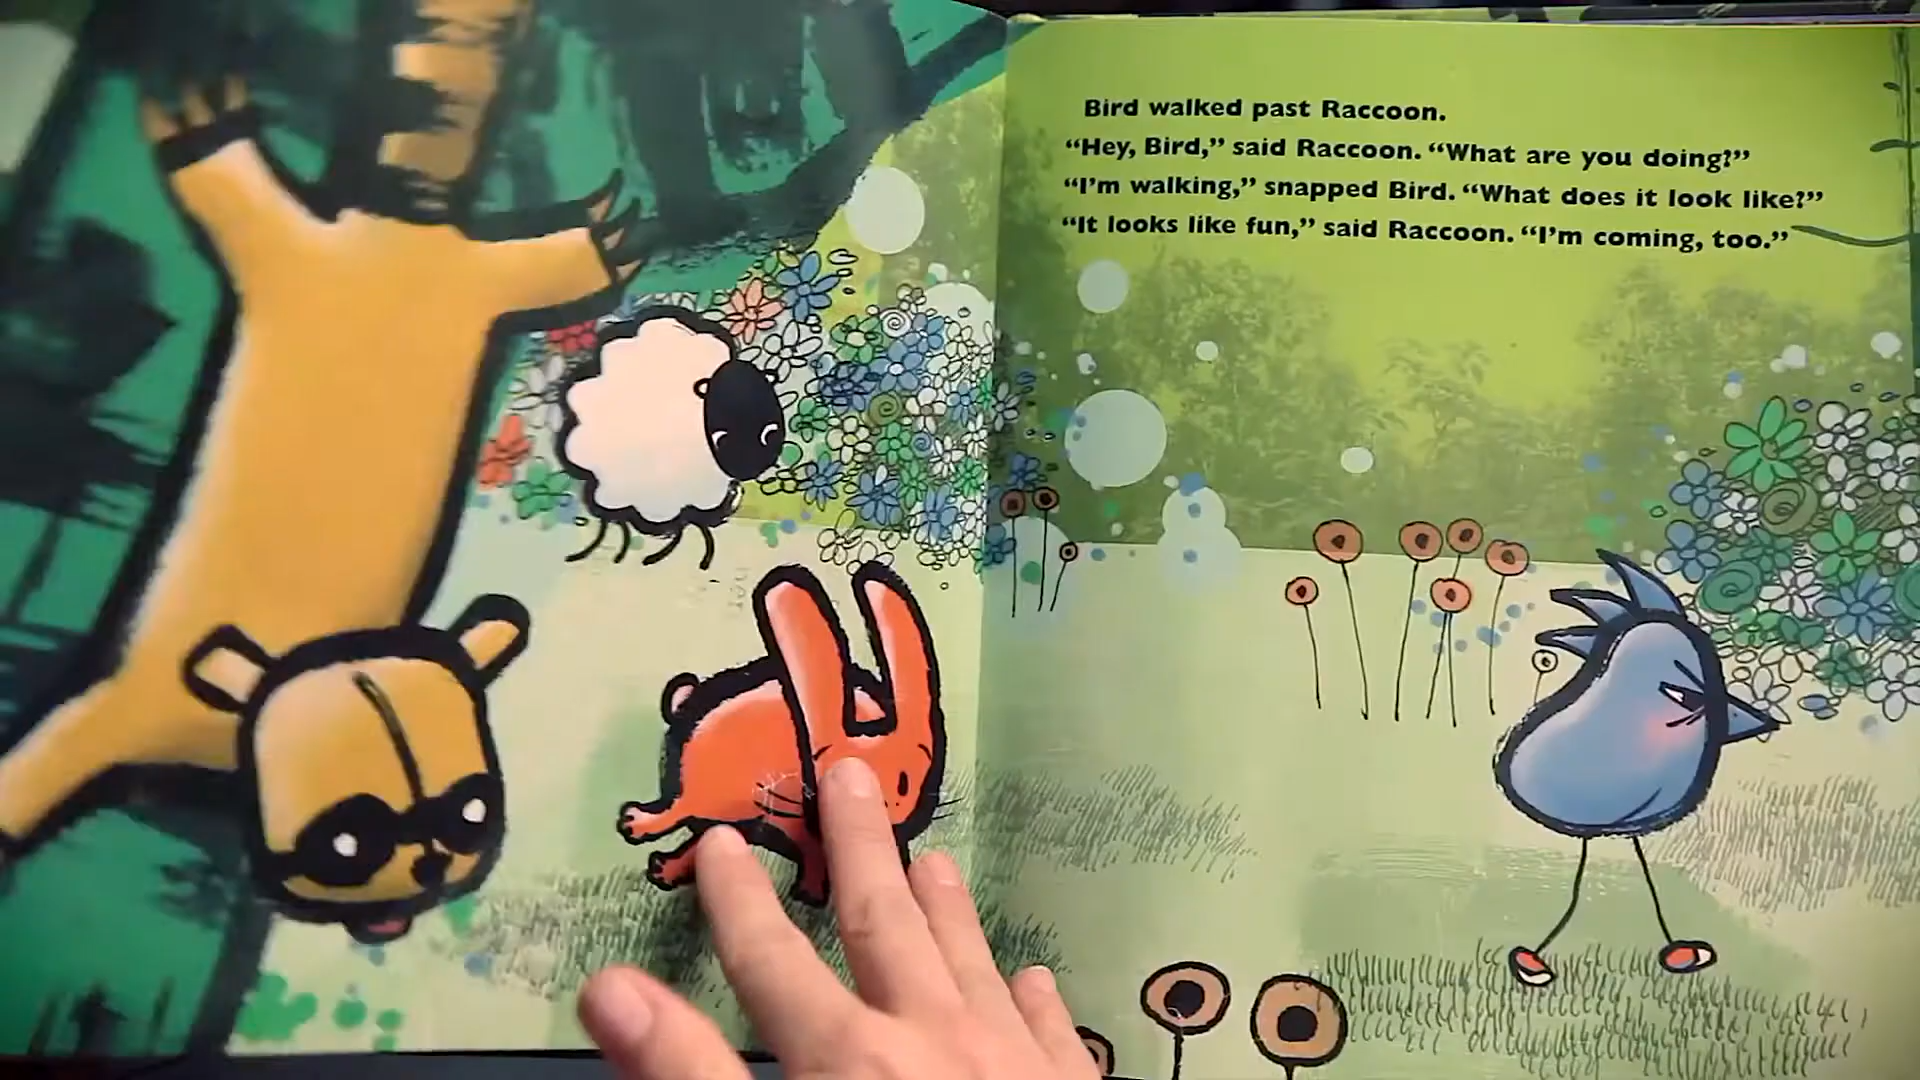 Bird walked past Raccoon.
“Hey, Bird,” said Raccoon. “What are you doing?”
“I’m walking,” snapped Bird. “What does it look like?”
“It looks like fun,” said Raccoon. “I’m coming, too.”